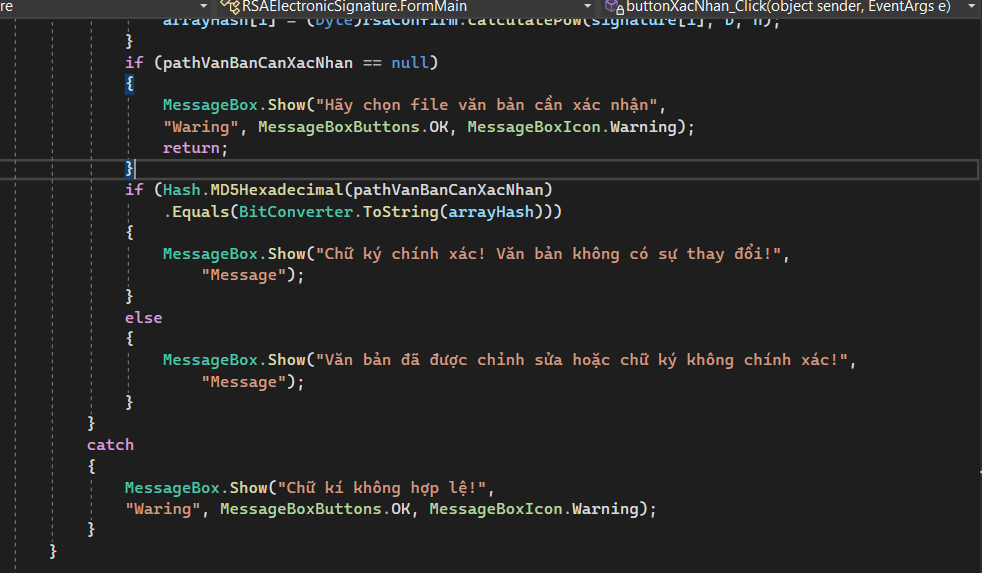 re RSAElectronicSignature.FormMain buttonXacNhan_Click(object sender, EventArgs e)
arrayHash[i] = (byte)rsaConfirm.calculatePow(signature[i], b, n);
}
if (pathVanBanCanXacNhan == null)
{
MessageBox.Show("Hãy chọn file văn bản cần xác nhận",
"Waring", MessageBoxButtons.OK, MessageBoxIcon.Warning);
return;
}
if (Hash.MD5Hexadecimal(pathVanBanCanXacNhan)
.Equals(BitConverter.ToString(arrayHash)))
{
MessageBox.Show("Chữ ký chính xác! Văn bản không có sự thay đổi!",
"Message");
}
else
{
MessageBox.Show("Văn bản đã được chỉnh sửa hoặc chữ ký không chính xác!",
"Message");
}
}
catch
{
MessageBox.Show("Chữ kí không hợp lệ!",
"Waring", MessageBoxButtons.OK, MessageBoxIcon.Warning);
}
}